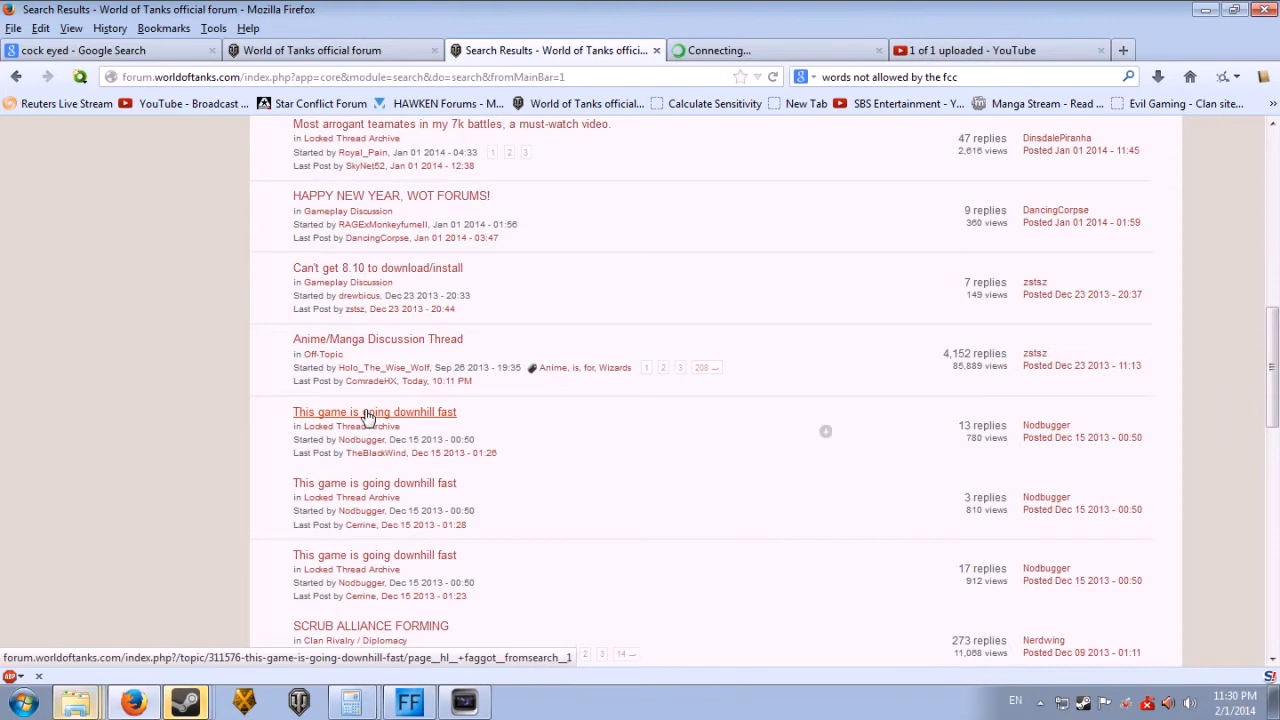 Search Results - World of Tanks official forum - Mozilla Firefox
File Edit View History Bookmarks Tools Help
cock eyed - Google Search × World of Tanks official forum × Search Results - World of Tanks offici... × Connecting... × 1 of 1 uploaded - YouTube ×
forum.worldoftanks.com/index.php?app=core&module=search&do=search&fromMainBar=1 words not allowed by the fcc
Reuters Live Stream YouTube - Broadcast ... Star Conflict Forum HAWKEN Forums - M... World of Tanks official... Calculate Sensitivity New Tab SBS Entertainment - Y... Manga Stream - Read ... Evil Gaming - Clan site...
Most arrogant teamates in my 7k battles, a must-watch video.
in Locked Thread Archive 47 replies DinsdalePiranha
Started by Royal_Pain, Jan 01 2014 - 04:33 1 2 3 2,616 views Posted Jan 01 2014 - 11:45
Last Post by SkyNet52, Jan 01 2014 - 12:38
HAPPY NEW YEAR, WOT FORUMS!
in Gameplay Discussion 9 replies DancingCorpse
Started by RAGExMonkeyfumeII, Jan 01 2014 - 01:56 360 views Posted Jan 01 2014 - 01:59
Last Post by DancingCorpse, Jan 01 2014 - 03:47
Can't get 8.10 to download/install
in Gameplay Discussion 7 replies zstsz
Started by drewbicus, Dec 23 2013 - 20:33 149 views Posted Dec 23 2013 - 20:37
Last Post by zstsz, Dec 23 2013 - 20:44
Anime/Manga Discussion Thread
in Off-Topic 4,152 replies zstsz
Started by Holo_The_Wise_Wolf, Sep 26 2013 - 19:35 Anime, is, for, Wizards 1 2 3 208 → 85,889 views Posted Dec 23 2013 - 11:13
Last Post by ComradeHX, Today, 10:11 PM
This game is going downhill fast
in Locked Thread Archive 13 replies Nodbugger
Started by Nodbugger, Dec 15 2013 - 00:50 780 views Posted Dec 15 2013 - 00:50
Last Post by TheBlackWind, Dec 15 2013 - 01:26
This game is going downhill fast
in Locked Thread Archive 3 replies Nodbugger
Started by Nodbugger, Dec 15 2013 - 00:50 810 views Posted Dec 15 2013 - 00:50
Last Post by Cerrine, Dec 15 2013 - 01:28
This game is going downhill fast
in Locked Thread Archive 17 replies Nodbugger
Started by Nodbugger, Dec 15 2013 - 00:50 912 views Posted Dec 15 2013 - 00:50
Last Post by Cerrine, Dec 15 2013 - 01:23
SCRUB ALLIANCE FORMING
in Clan Rivalry / Diplomacy 273 replies Nerdwing
2 3 14 → 11,068 views Posted Dec 09 2013 - 01:11
forum.worldoftanks.com/index.php?/topic/311576-this-game-is-going-downhill-fast/page__hl__+faggot__fromsearch__1
ABP × S!
FF EN 11:30 PM
2/1/2014